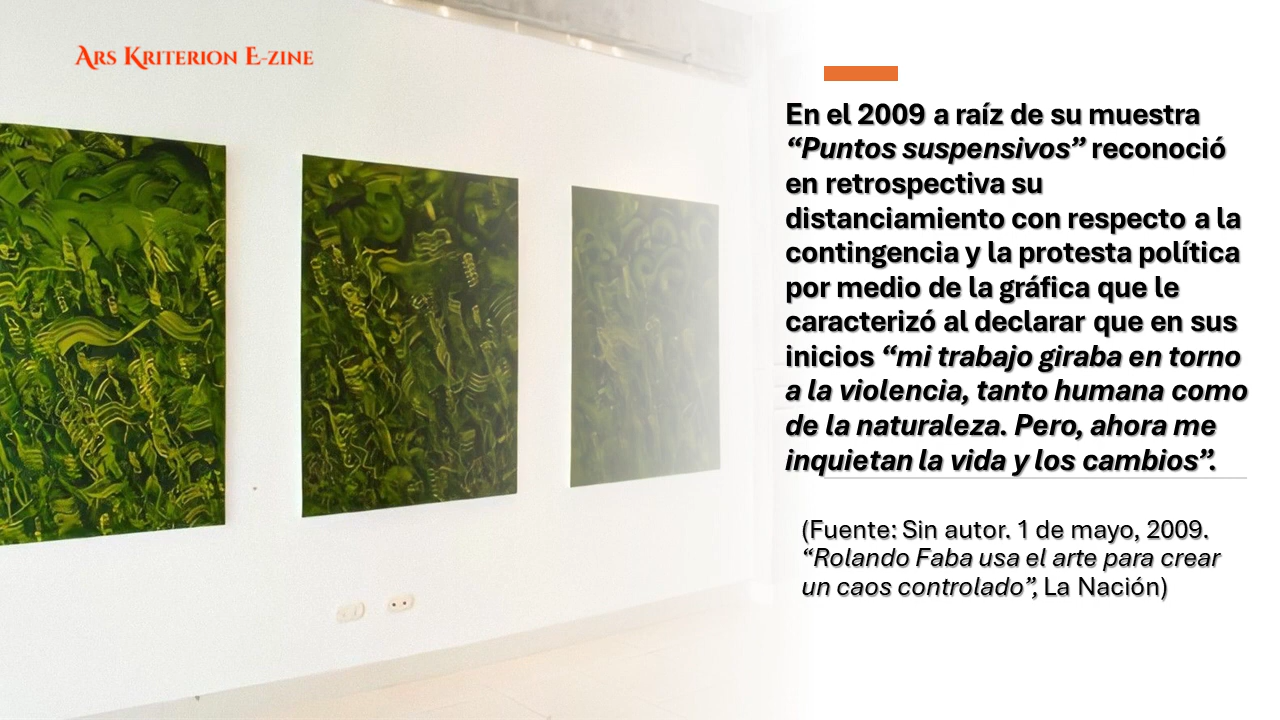 Ars Kriterion E-zine
En el 2009 a raíz de su muestra
“Puntos suspensivos” reconoció
en retrospectiva su
distanciamiento con respecto a la
contingencia y la protesta política
por medio de la gráfica que le
caracterizó al declarar que en sus
inicios “mi trabajo giraba en torno
a la violencia, tanto humana como
de la naturaleza. Pero, ahora me
inquietan la vida y los cambios”.
(Fuente: Sin autor. 1 de mayo, 2009.
“Rolando Faba usa el arte para crear
un caos controlado”, La Nación)